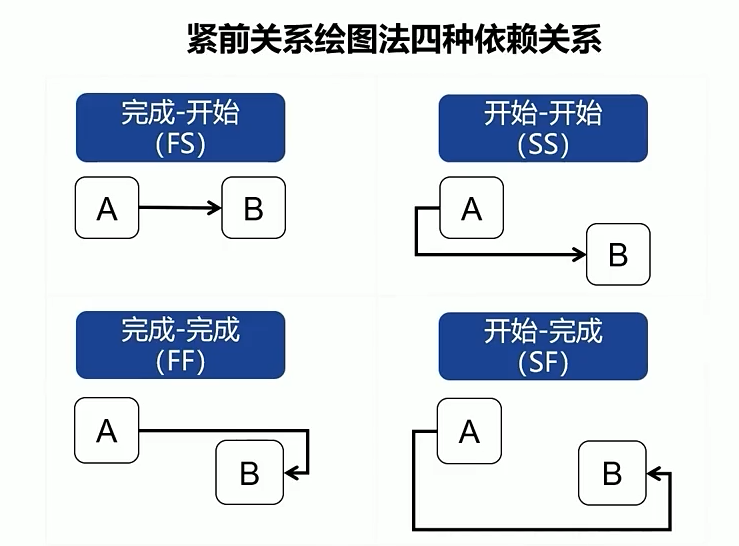 紧前关系绘图法四种依赖关系
完成-开始
(FS)
A
B
开始-开始
(SS)
A
B
完成-完成
(FF)
A
B
开始-完成
(SF)
A
B